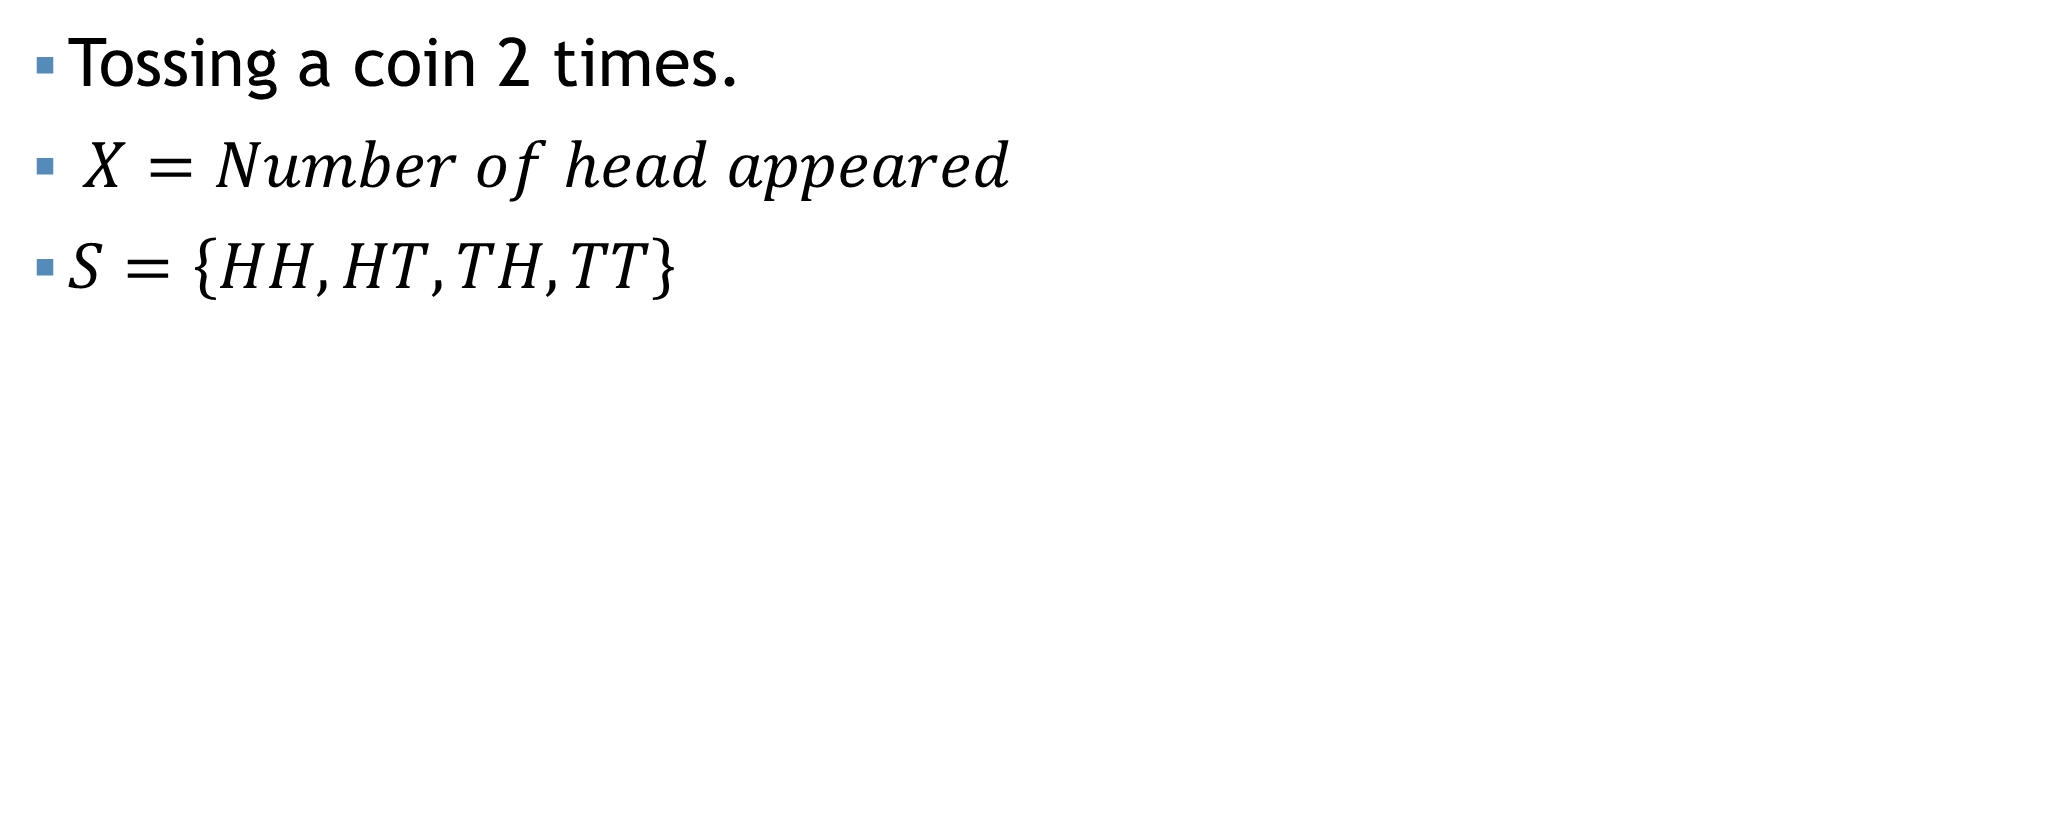 ▪ Tossing a coin 2 times.
▪ X = Number of head appeared
▪ S = {HH, HT, TH, TT}